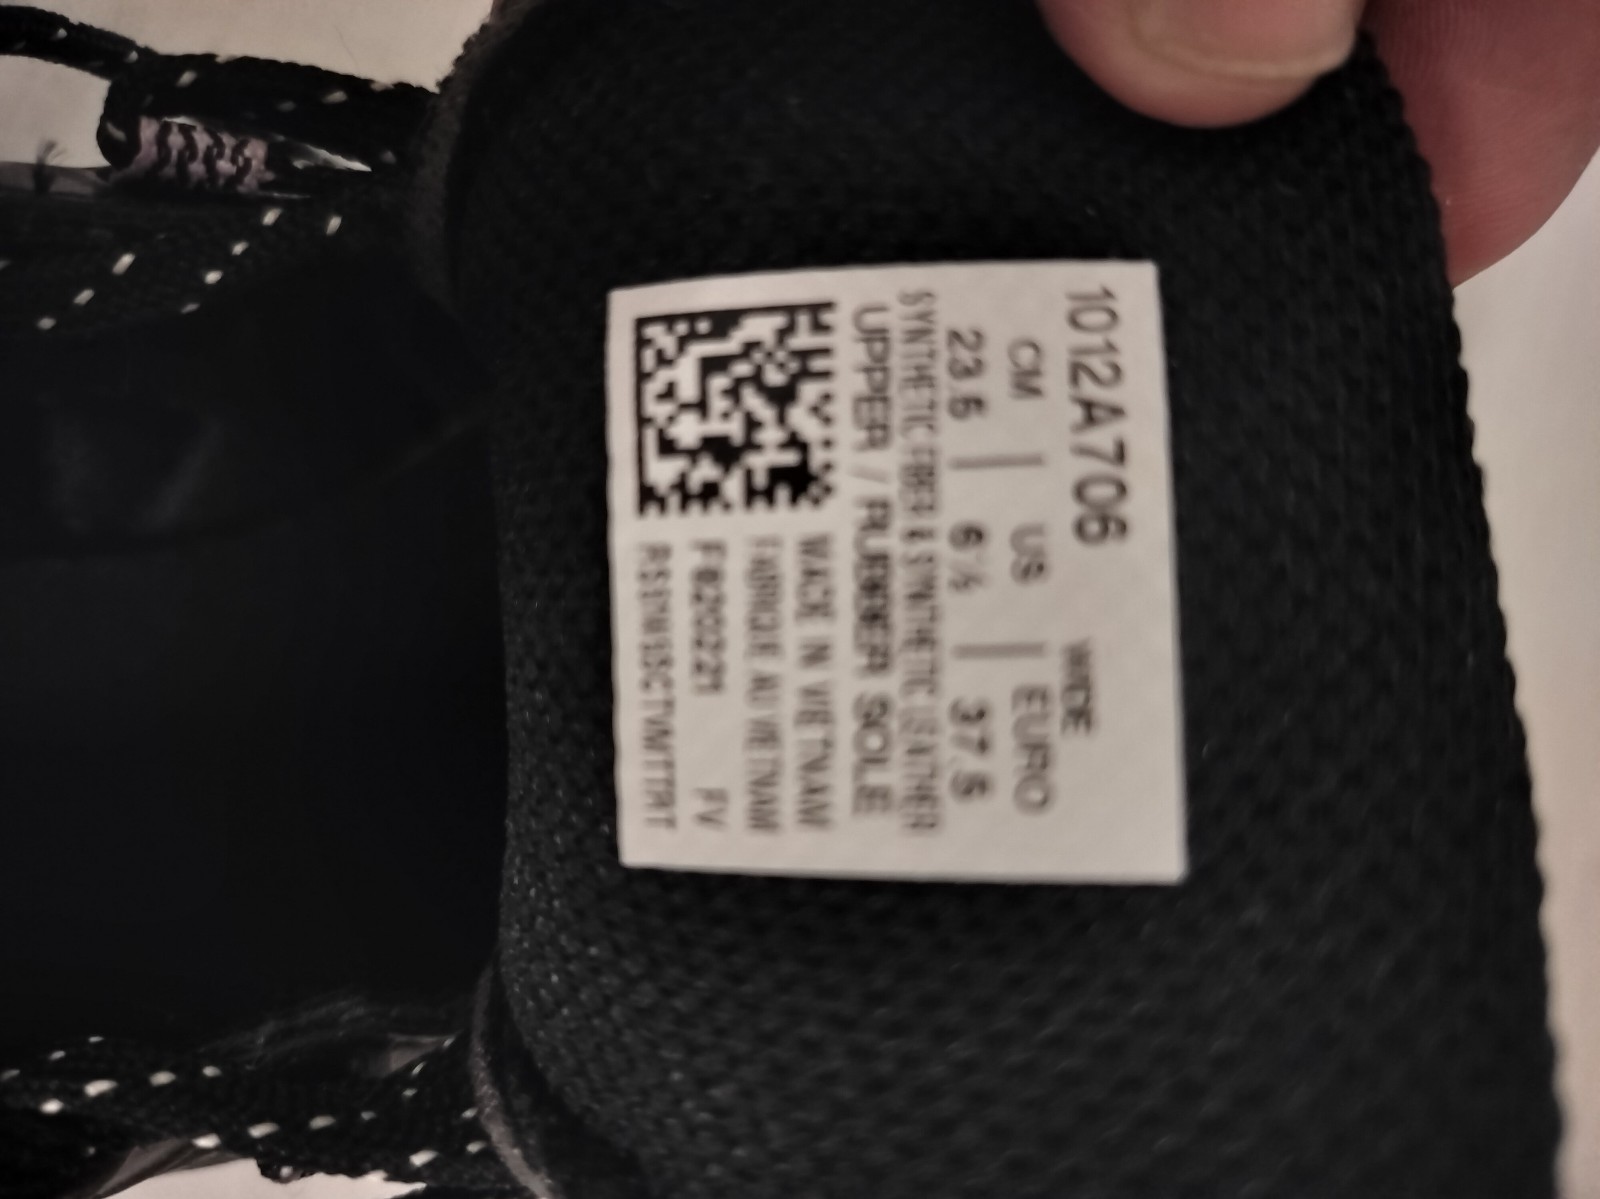 1012A706
WIDE
CM | US | EURO
23.5 | 6½ | 37.5
SYNTHETIC FIBER & SYNTHETIC LEATHER
UPPER / RUBBER SOLE
MADE IN VIETNAM
FABRIQUE AU VIETNAM
F020221 FV